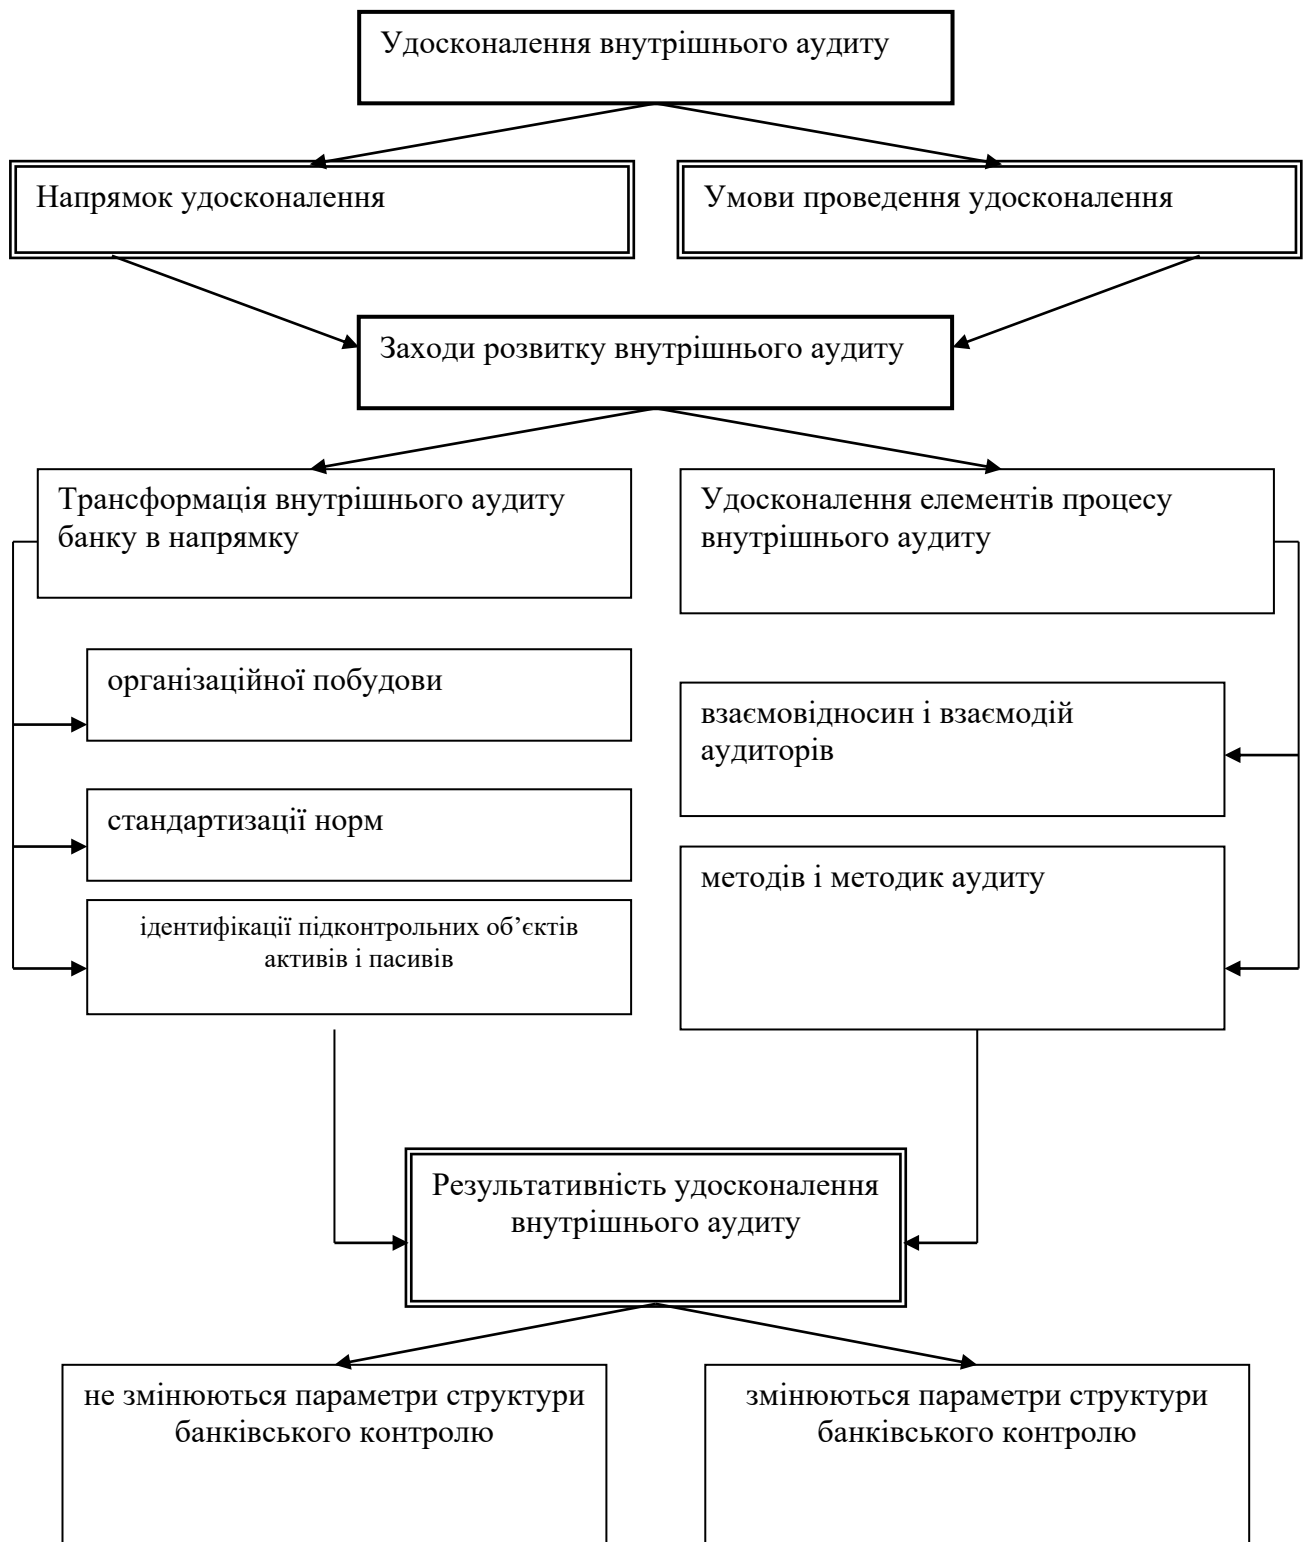 Удосконалення внутрішнього аудиту
Напрямок удосконалення
Умови проведення удосконалення
Заходи розвитку внутрішнього аудиту
Трансформація внутрішнього аудиту
банку в напрямку
Удосконалення елементів процесу
внутрішнього аудиту
організаційної побудови
взаємовідносин і взаємодій
аудиторів
стандартизації норм
методів і методик аудиту
ідентифікації підконтрольних об’єктів
активів і пасивів
Результативність удосконалення
внутрішнього аудиту
не змінюються параметри структури
банківського контролю
змінюються параметри структури
банківського контролю